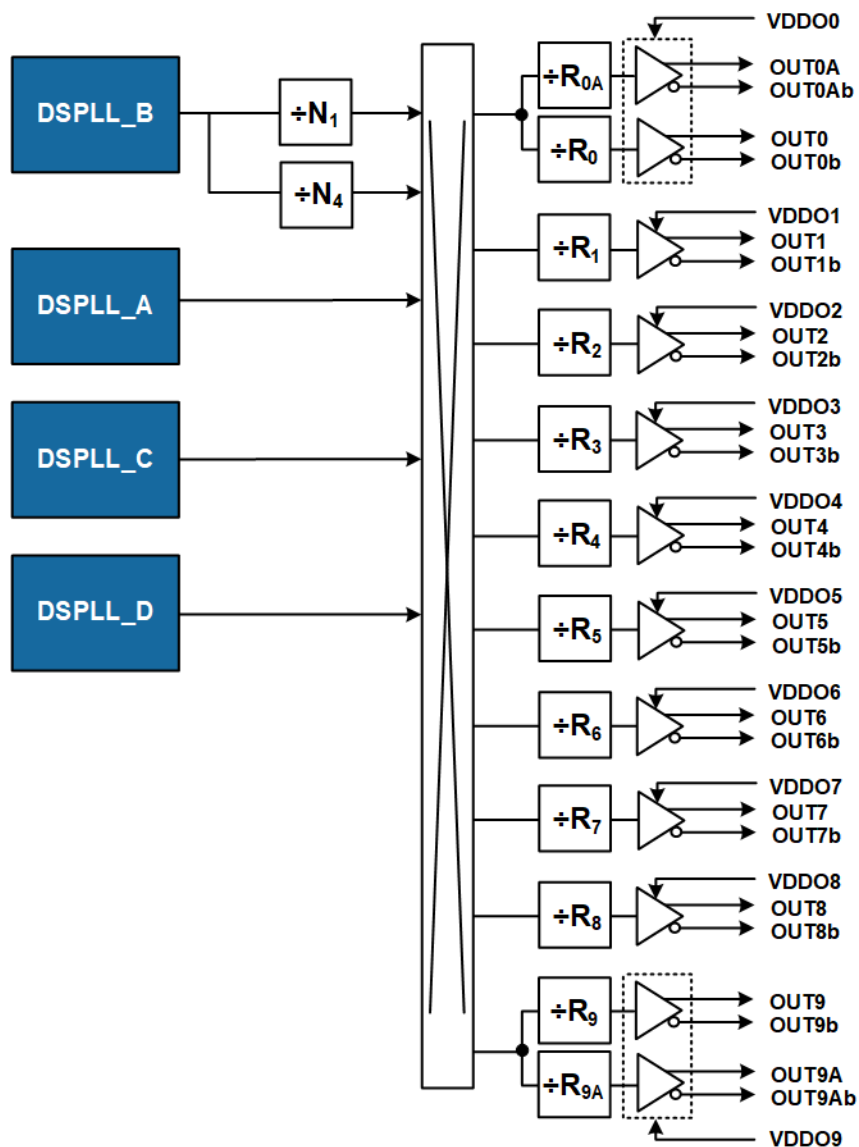 DSPLL_B
÷N1
÷N4
DSPLL_A
DSPLL_C
DSPLL_D
÷R0A
÷R0
÷R1
÷R2
÷R3
÷R4
÷R5
÷R6
÷R7
÷R8
÷R9
÷R9A
VDDO0
OUT0A
OUT0Ab
OUT0
OUT0b
VDDO1
OUT1
OUT1b
VDDO2
OUT2
OUT2b
VDDO3
OUT3
OUT3b
VDDO4
OUT4
OUT4b
VDDO5
OUT5
OUT5b
VDDO6
OUT6
OUT6b
VDDO7
OUT7
OUT7b
VDDO8
OUT8
OUT8b
OUT9
OUT9b
OUT9A
OUT9Ab
VDDO9